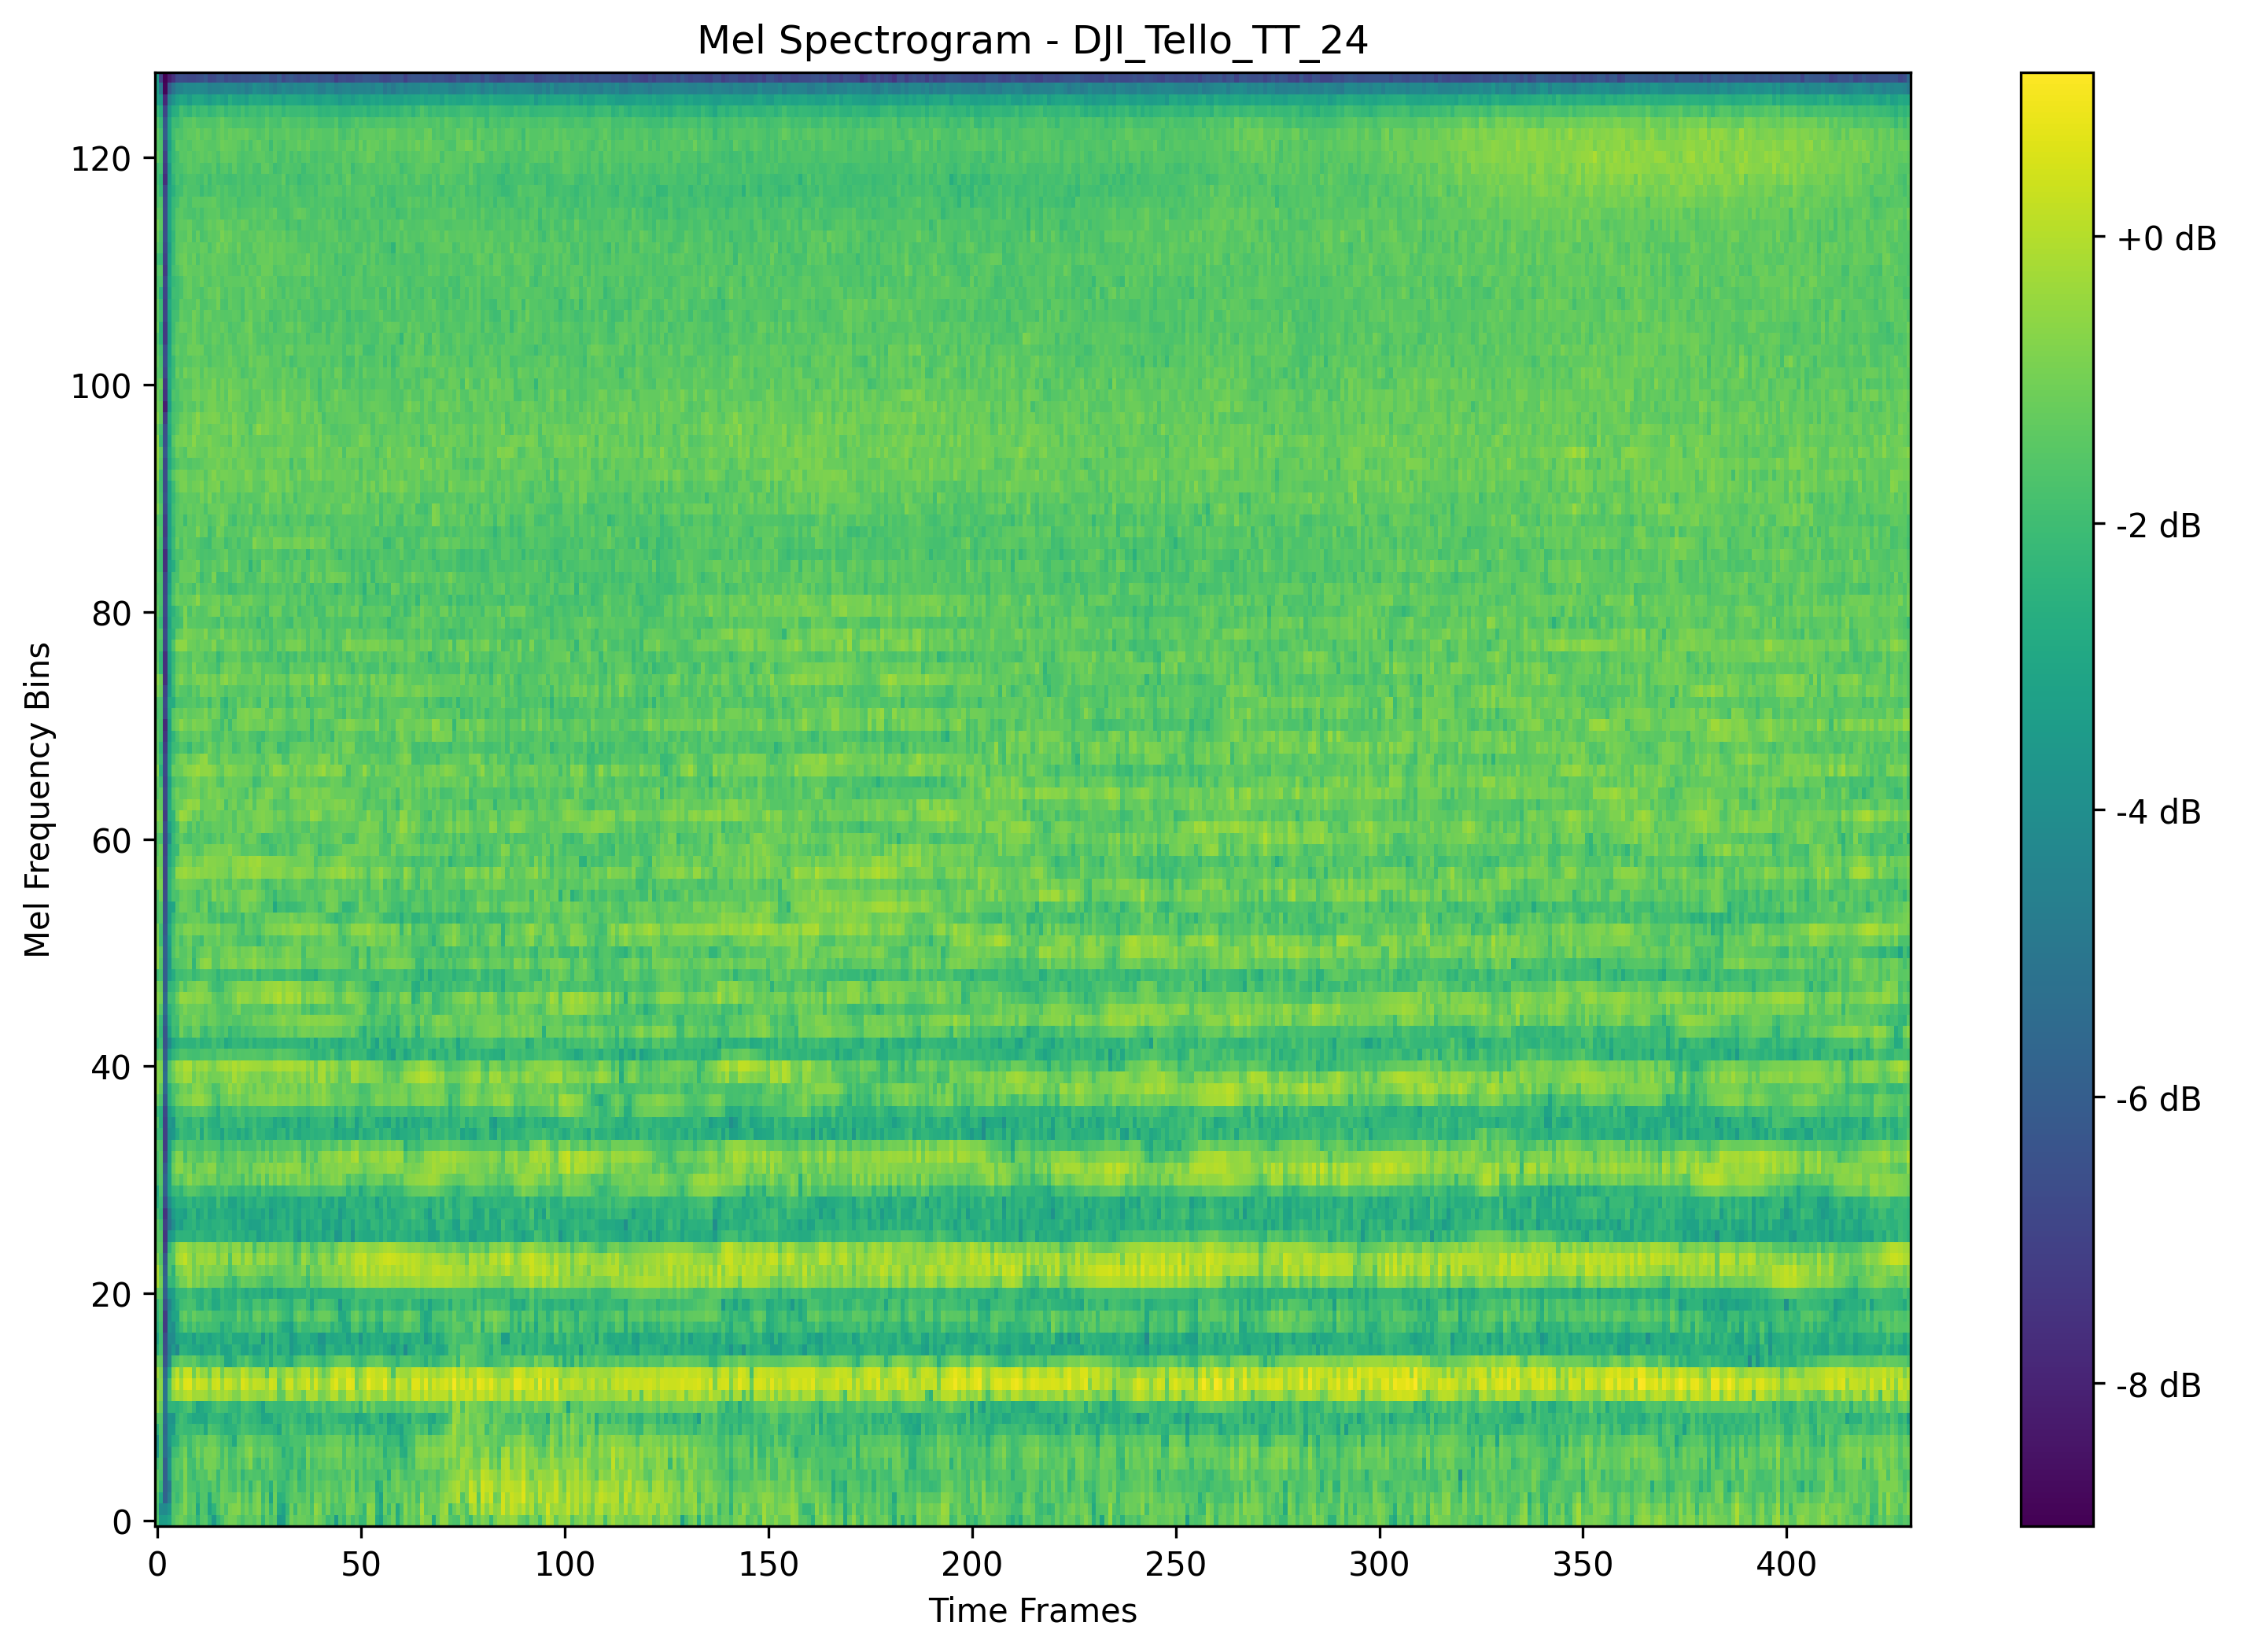 Mel Spectrogram - DJI_Tello_TT_24
Mel Frequency Bins
120
100
80
60
40
20
0
0 50 100 150 200 250 300 350 400
Time Frames
+0 dB
-2 dB
-4 dB
-6 dB
-8 dB